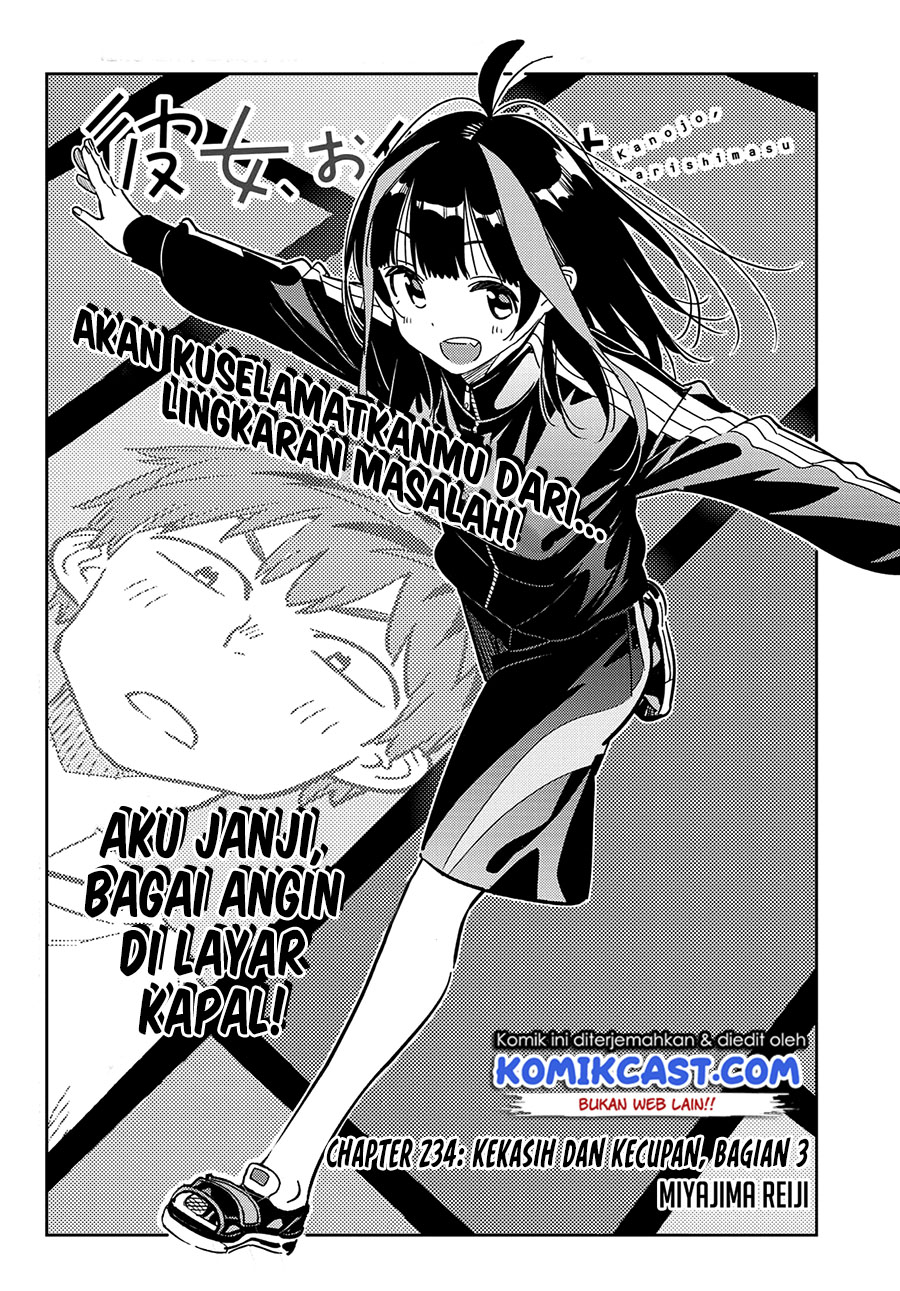 彼女、お
Kanojo,
karishimasu
AKAN KUSELAMATKANMU DARI...
LINGKARAN MASALAH!
AKU JANJI,
BAGAI ANGIN
DI LAYAR
KAPAL!
Komik ini diterjemahkan & diedit oleh
KOMIKCAST.COM
BUKAN WEB LAIN!!
CHAPTER 234: KEKASIH DAN KECUPAN, BAGIAN 3
MIYAJIMA REIJI